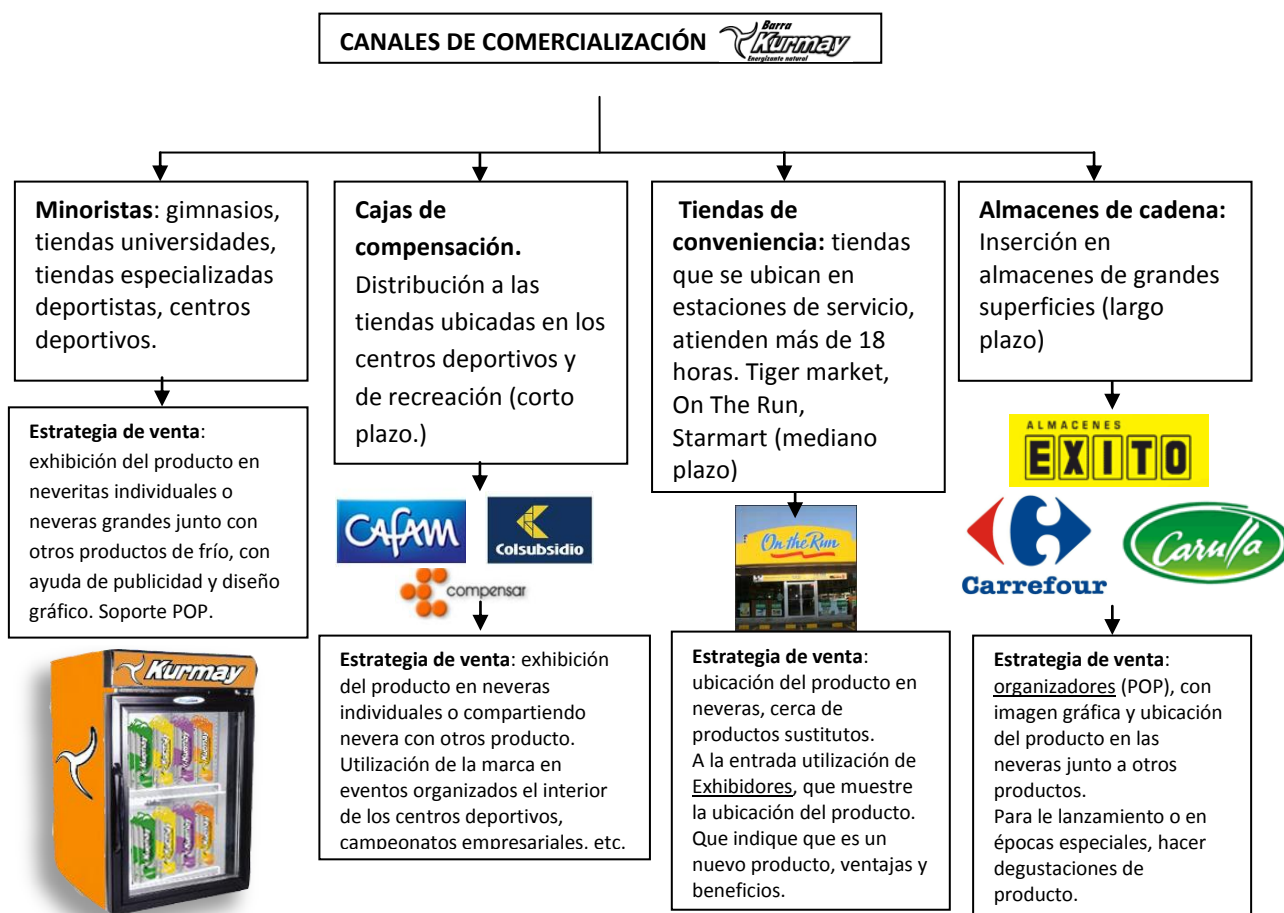 CANALES DE COMERCIALIZACIÓN
Barra
Kurmay
Energizante natural
Minoristas: gimnasios,
tiendas universidades,
tiendas especializadas
deportistas, centros
deportivos.
Estrategia de venta:
exhibición del producto en
neveritas individuales o
neveras grandes junto con
otros productos de frío, con
ayuda de publicidad y diseño
gráfico. Soporte POP.
Kurmay
Kurmay
Kurmay
Kurmay
Kurmay
Kurmay
Kurmay
Kurmay
Kurmay
Cajas de
compensación.
Distribución a las
tiendas ubicadas en los
centros deportivos y
de recreación (corto
plazo.)
CAFAM
Colsubsidio
compensar
Estrategia de venta: exhibición
del producto en neveras
individuales o compartiendo
nevera con otros producto.
Utilización de la marca en
eventos organizados el interior
de los centros deportivos,
campeonatos empresariales. etc.
Tiendas de
conveniencia: tiendas
que se ubican en
estaciones de servicio,
atienden más de 18
horas. Tiger market,
On The Run,
Starmart (mediano
plazo)
On the Run
Estrategia de venta:
ubicación del producto en
neveras, cerca de
productos sustitutos.
A la entrada utilización de
Exhibidores, que muestre
la ubicación del producto.
Que indique que es un
nuevo producto, ventajas y
beneficios.
Almacenes de cadena:
Inserción en
almacenes de grandes
superficies (largo
plazo)
ALMACENES
EXITO
Carrefour
Carulla
Estrategia de venta:
organizadores (POP), con
imagen gráfica y ubicación
del producto en las
neveras junto a otros
productos.
Para le lanzamiento o en
épocas especiales, hacer
degustaciones de
producto.